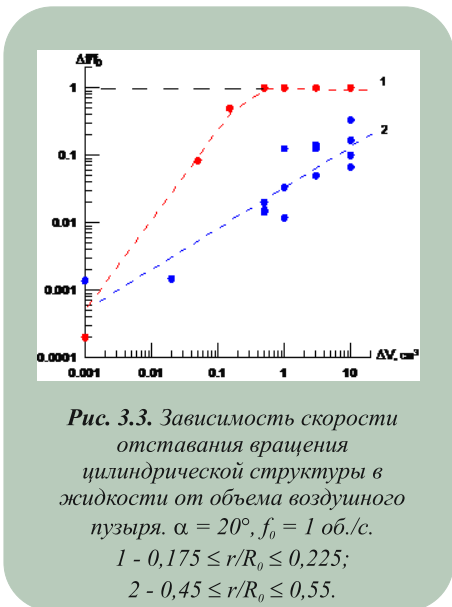 Δf/f₀
1
1
2
0.1
0.01
0.001
0.0001
ΔV, см³
0.001
0.01
0.1
1
10
Рис. 3.3. Зависимость скорости
отставания вращения
цилиндрической структуры в
жидкости от объема воздушного
пузыря. α = 20°, f₀ = 1 об./с.
1 - 0,175 ≤ r/R₀ ≤ 0,225;
2 - 0,45 ≤ r/R₀ ≤ 0,55.